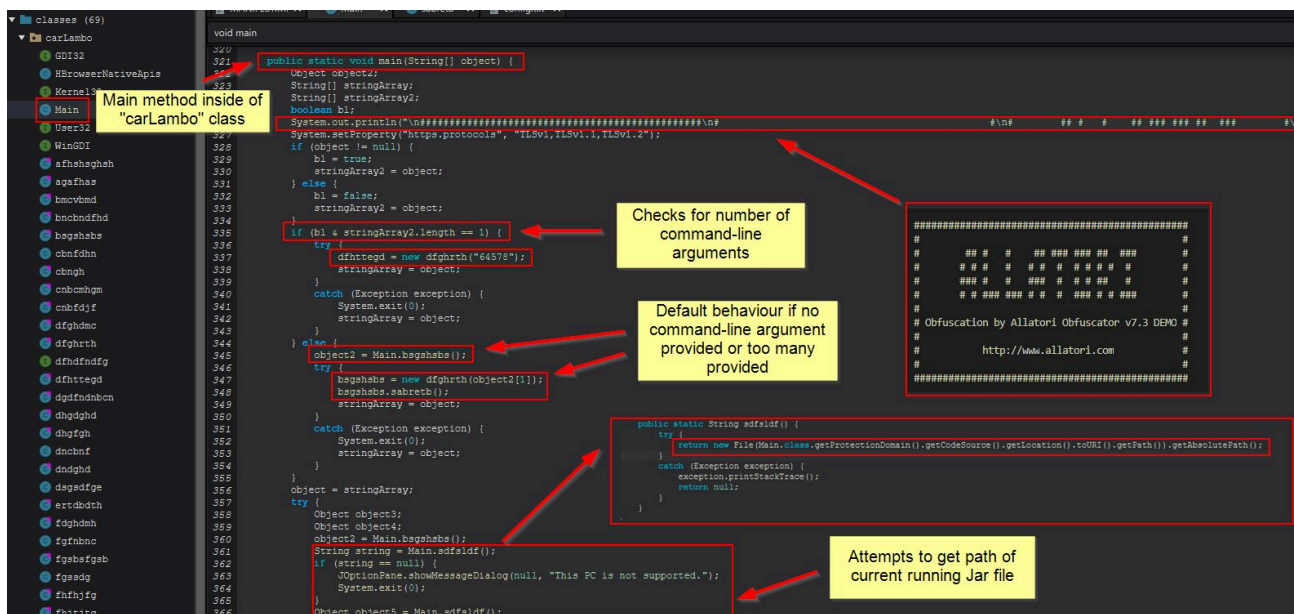 classes (69)
carLambo
GDI32
HBrowserNativeApis
Kernel32
Main
User32
WinGDI
afhshsghsh
agafhas
bmcvbmd
bncbndfhd
bsgshsbs
cbnfdhn
cbngh
cnbcmhgm
cnbfdjf
dfghdmc
dfghrth
dfhdfndfg
dfhttegd
dgdfndnbcn
dhgdghd
dhgfgh
dncbnf
dndghd
dsgsdfge
ertdbdth
fdghdmh
fgfnbnc
fgsbsfgsb
fgssdg
fhfhjfg
void main
320
321 public static void main(String[] object) {
322 Object object2;
323 String[] stringArray;
String[] stringArray2;
boolean bl;
System.out.println("\n################################################\n# #\n# ## # # ## ### ### ## ### #\
327 System.setProperty("https.protocols", "TLSv1,TLSv1.1,TLSv1.2");
328 if (object != null) {
329 bl = true;
330 stringArray2 = object;
331 } else {
332 bl = false;
333 stringArray2 = object;
334 }
335 if (bl & stringArray2.length == 1) {
336 try {
337 dfhttegd = new dfghrth("64578");
338 stringArray = object;
339 }
340 catch (Exception exception) {
341 System.exit(0);
342 stringArray = object;
343 }
344 } else {
345 object2 = Main.bsgshsbs();
346 try {
347 bsgshsbs = new dfghrth(object2[1]);
348 bsgshsbs.sabretb();
349 stringArray = object;
350 }
351 catch (Exception exception) {
352 System.exit(0);
353 stringArray = object;
354 }
355 }
356 object = stringArray;
357 try {
358 Object object3;
359 Object object4;
360 object2 = Main.bsgshsbs();
361 String string = Main.sdfsldf();
362 if (string == null) {
363 JOptionPane.showMessageDialog(null, "This PC is not supported.");
364 System.exit(0);
365 }
366 Object object5 = Main.sdfsldf();
Main method inside of
"carLambo" class
Checks for number of
command-line
arguments
Default behaviour if no
command-line argument
provided or too many
provided
################################################
# #
# ## # # ## ### ### ## ### #
# # # # # # # # # # # # # #
# ### # # ### # # # ## # #
# # # ### ### # # # ### # # ### #
# #
# Obfuscation by Allatori Obfuscator v7.3 DEMO #
# #
# http://www.allatori.com #
# #
################################################
public static String sdfsldf() {
try {
return new File(Main.class.getProtectionDomain().getCodeSource().getLocation().toURI().getPath()).getAbsolutePath();
}
catch (Exception exception) {
exception.printStackTrace();
return null;
}
}
Attempts to get path of
current running Jar file